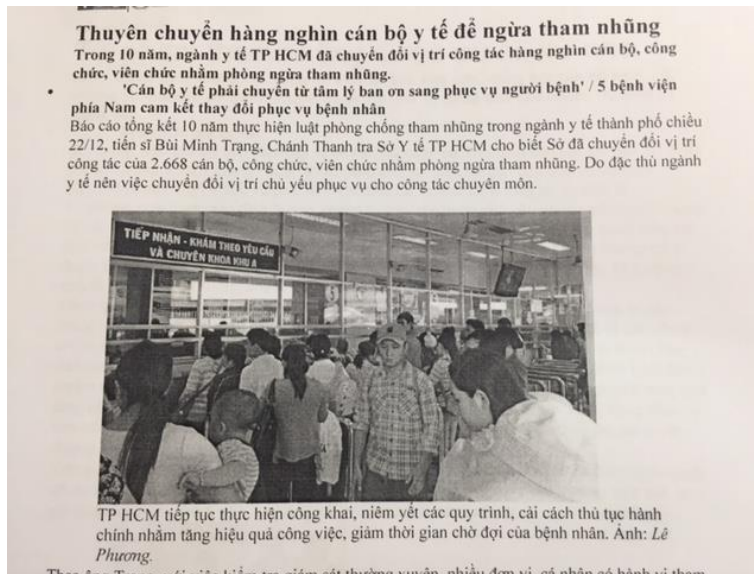 Thuyên chuyển hàng nghìn cán bộ y tế để ngừa tham nhũng
Trong 10 năm, ngành y tế TP HCM đã chuyển đổi vị trí công tác hàng nghìn cán bộ, công
chức, viên chức nhằm phòng ngừa tham nhũng.
• 'Cán bộ y tế phải chuyển từ tâm lý ban ơn sang phục vụ người bệnh' / 5 bệnh viện
phía Nam cam kết thay đổi phục vụ bệnh nhân
Báo cáo tổng kết 10 năm thực hiện luật phòng chống tham nhũng trong ngành y tế thành phố chiều
22/12, tiến sĩ Bùi Minh Trạng, Chánh Thanh tra Sở Y tế TP HCM cho biết Sở đã chuyển đổi vị trí
công tác của 2.668 cán bộ, công chức, viên chức nhằm phòng ngừa tham nhũng. Do đặc thù ngành
y tế nên việc chuyển đổi vị trí chủ yếu phục vụ cho công tác chuyên môn.
TIẾP NHẬN - KHÁM THEO YÊU CẦU
VÀ CHUYÊN KHOA KHU A
TP HCM tiếp tục thực hiện công khai, niêm yết các quy trình, cải cách thủ tục hành
chính nhằm tăng hiệu quả công việc, giảm thời gian chờ đợi của bệnh nhân. Ảnh: Lê
Phương.